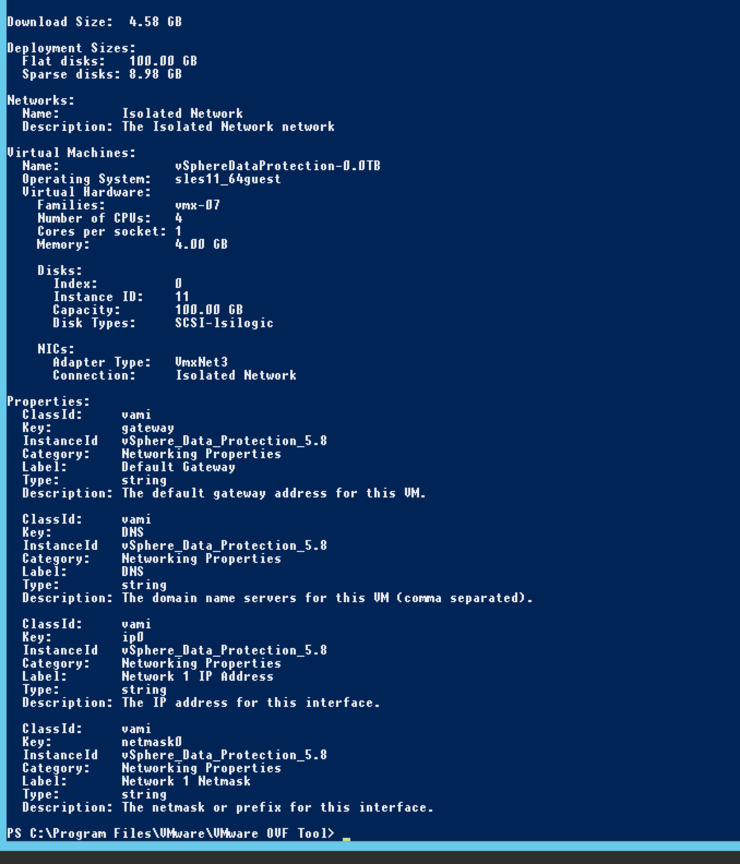 Download Size:  4.58 GB
Deployment Sizes:
  Flat disks:   100.00 GB
  Sparse disks: 8.98 GB
Networks:
  Name:        Isolated Network
  Description: The Isolated Network network
Virtual Machines:
  Name:               vSphereDataProtection-0.0TB
  Operating System:   sles11_64guest
  Virtual Hardware:
    Families:         vmx-07
    Number of CPUs:   4
    Cores per socket: 1
    Memory:           4.00 GB
    Disks:
      Index:          0
      Instance ID:    11
      Capacity:       100.00 GB
      Disk Types:     SCSI-lsilogic
    NICs:
      Adapter Type:   VmxNet3
      Connection:     Isolated Network
Properties:
  ClassId:     vami
  Key:         gateway
  InstanceId   vSphere_Data_Protection_5.8
  Category:    Networking Properties
  Label:       Default Gateway
  Type:        string
  Description: The default gateway address for this VM.
  ClassId:     vami
  Key:         DNS
  InstanceId   vSphere_Data_Protection_5.8
  Category:    Networking Properties
  Label:       DNS
  Type:        string
  Description: The domain name servers for this VM (comma separated).
  ClassId:     vami
  Key:         ip0
  InstanceId   vSphere_Data_Protection_5.8
  Category:    Networking Properties
  Label:       Network 1 IP Address
  Type:        string
  Description: The IP address for this interface.
  ClassId:     vami
  Key:         netmask0
  InstanceId   vSphere_Data_Protection_5.8
  Category:    Networking Properties
  Label:       Network 1 Netmask
  Type:        string
  Description: The netmask or prefix for this interface.
PS C:\Program Files\VMware\VMware OVF Tool> _